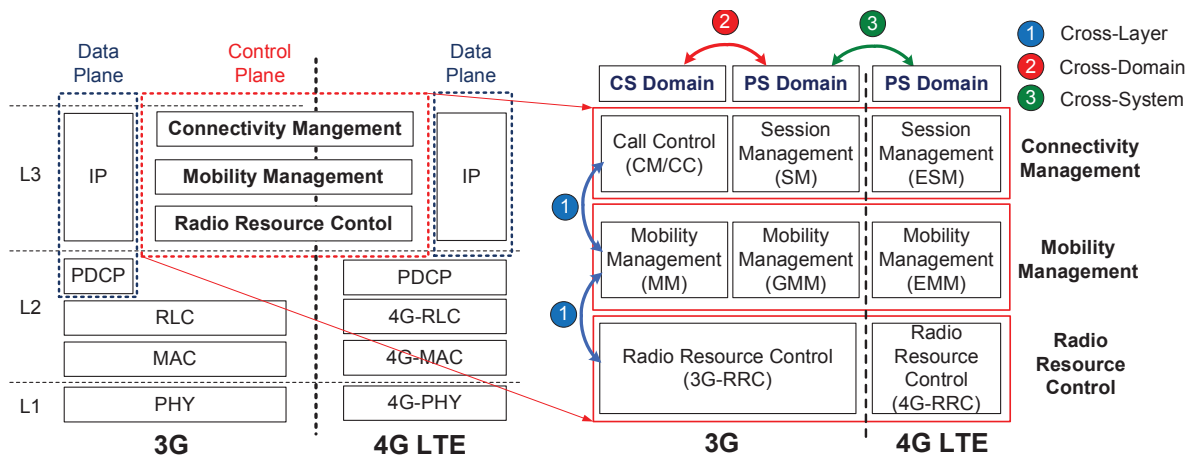 Data
Plane
Control
Plane
Data
Plane
L3
IP
Connectivity Mangement
Mobility Management
Radio Resource Contol
IP
L2
PDCP
PDCP
RLC
4G-RLC
MAC
4G-MAC
L1
PHY
4G-PHY
3G
4G LTE
2
3
1
Cross-Layer
2
Cross-Domain
3
Cross-System
CS Domain
PS Domain
PS Domain
Call Control
(CM/CC)
Session
Management
(SM)
Session
Management
(ESM)
Connectivity
Management
1
Mobility
Management
(MM)
Mobility
Management
(GMM)
Mobility
Management
(EMM)
Mobility
Management
1
Radio Resource Control
(3G-RRC)
Radio
Resource
Control
(4G-RRC)
Radio
Resource
Control
3G
4G LTE